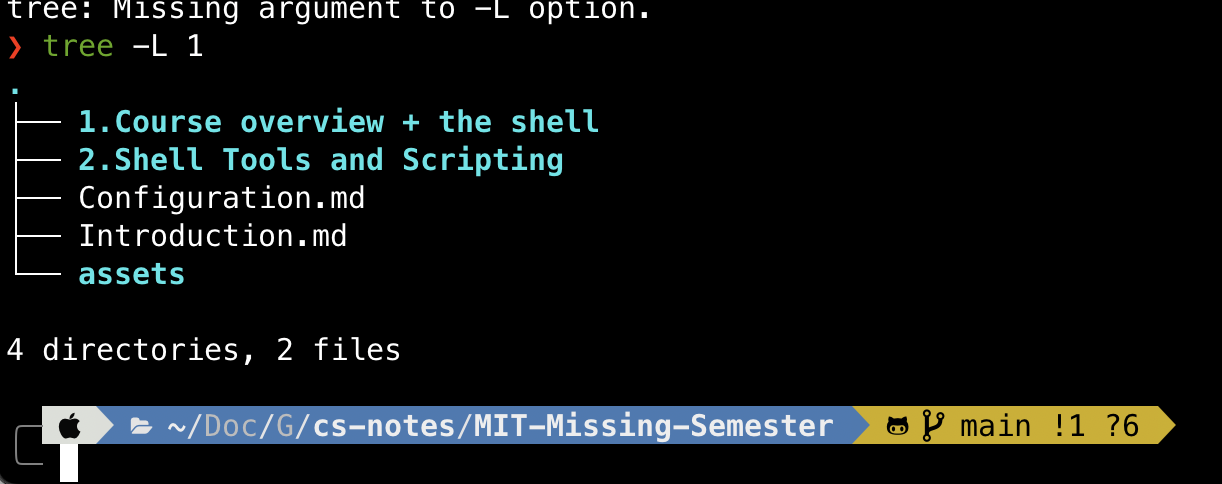 tree: Missing argument to -L option.
❯ tree -L 1
.
├── 1.Course overview + the shell
├── 2.Shell Tools and Scripting
├── Configuration.md
├── Introduction.md
└── assets
4 directories, 2 files
~/Doc/G/cs-notes/MIT-Missing-Semester main !1 ?6